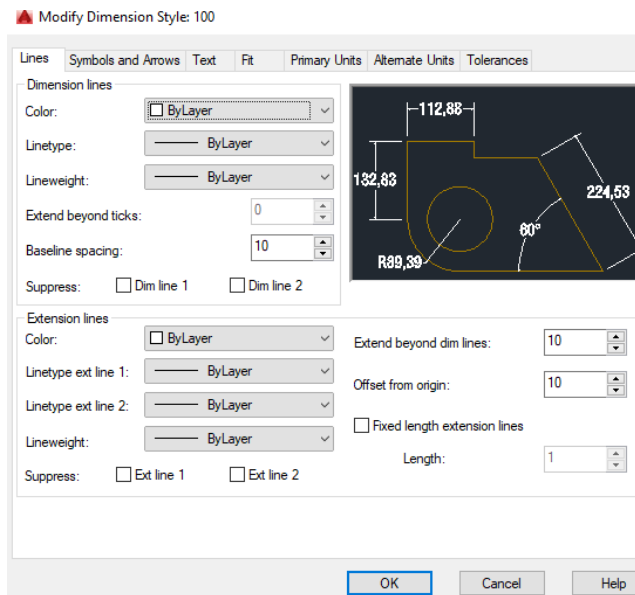 Modify Dimension Style: 100
Lines Symbols and Arrows Text Fit Primary Units Alternate Units Tolerances
Dimension lines
Color: ByLayer
Linetype: ByLayer
Lineweight: ByLayer
Extend beyond ticks: 0
Baseline spacing: 10
Suppress: Dim line 1 Dim line 2
112,88
132,83
224,53
60°
R89,39
Extension lines
Color: ByLayer
Linetype ext line 1: ByLayer
Linetype ext line 2: ByLayer
Lineweight: ByLayer
Suppress: Ext line 1 Ext line 2
Extend beyond dim lines: 10
Offset from origin: 10
Fixed length extension lines
Length: 1
OK Cancel Help